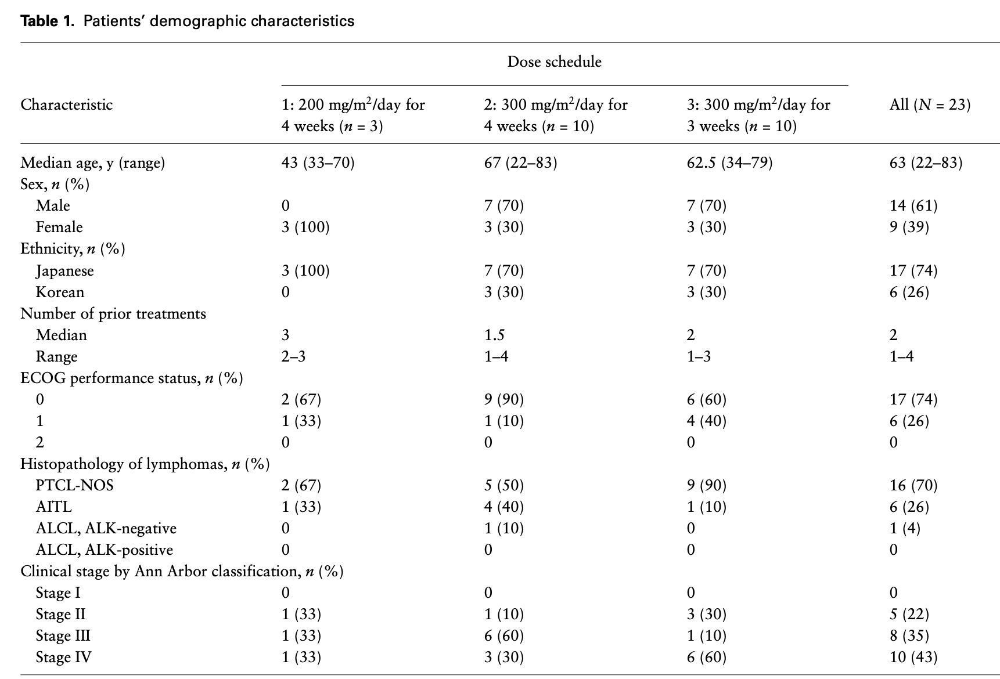 Table 1. Patients’ demographic characteristics
Dose schedule
Characteristic 1: 200 mg/m²/day for 4 weeks (n = 3) 2: 300 mg/m²/day for 4 weeks (n = 10) 3: 300 mg/m²/day for 3 weeks (n = 10) All (N = 23)
Median age, y (range) 43 (33–70) 67 (22–83) 62.5 (34–79) 63 (22–83)
Sex, n (%)
Male 0 7 (70) 7 (70) 14 (61)
Female 3 (100) 3 (30) 3 (30) 9 (39)
Ethnicity, n (%)
Japanese 3 (100) 7 (70) 7 (70) 17 (74)
Korean 0 3 (30) 3 (30) 6 (26)
Number of prior treatments
Median 3 1.5 2 2
Range 2–3 1–4 1–3 1–4
ECOG performance status, n (%)
0 2 (67) 9 (90) 6 (60) 17 (74)
1 1 (33) 1 (10) 4 (40) 6 (26)
2 0 0 0 0
Histopathology of lymphomas, n (%)
PTCL-NOS 2 (67) 5 (50) 9 (90) 16 (70)
AITL 1 (33) 4 (40) 1 (10) 6 (26)
ALCL, ALK-negative 0 1 (10) 0 1 (4)
ALCL, ALK-positive 0 0 0 0
Clinical stage by Ann Arbor classification, n (%)
Stage I 0 0 0 0
Stage II 1 (33) 1 (10) 3 (30) 5 (22)
Stage III 1 (33) 6 (60) 1 (10) 8 (35)
Stage IV 1 (33) 3 (30) 6 (60) 10 (43)